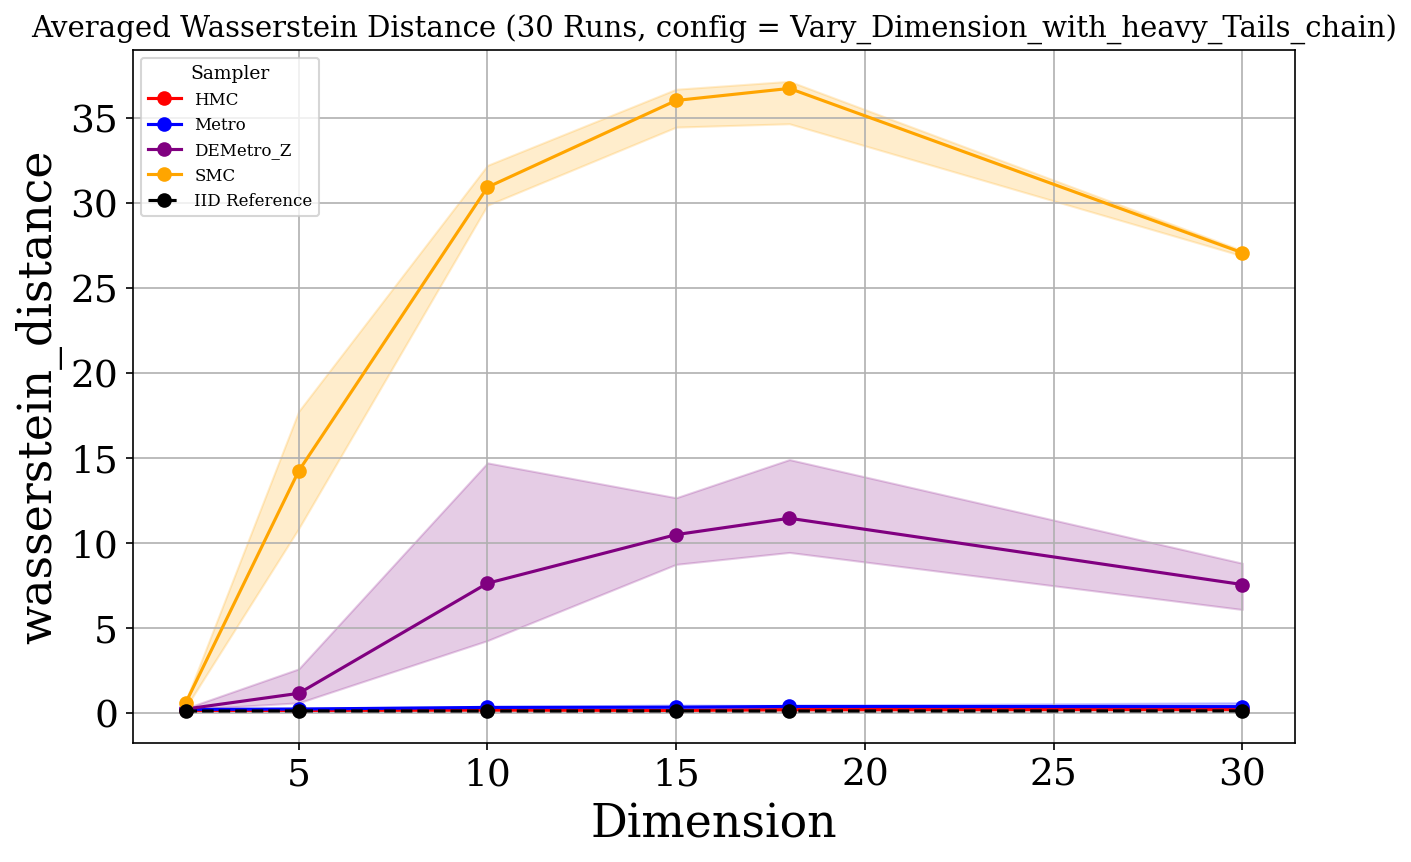 Averaged Wasserstein Distance (30 Runs, config = Vary_Dimension_with_heavy_Tails_chain)
Sampler
HMC
Metro
DEMetro_Z
SMC
IID Reference
wasserstein_distance
35
30
25
20
15
10
5
0
5
10
15
20
25
30
Dimension